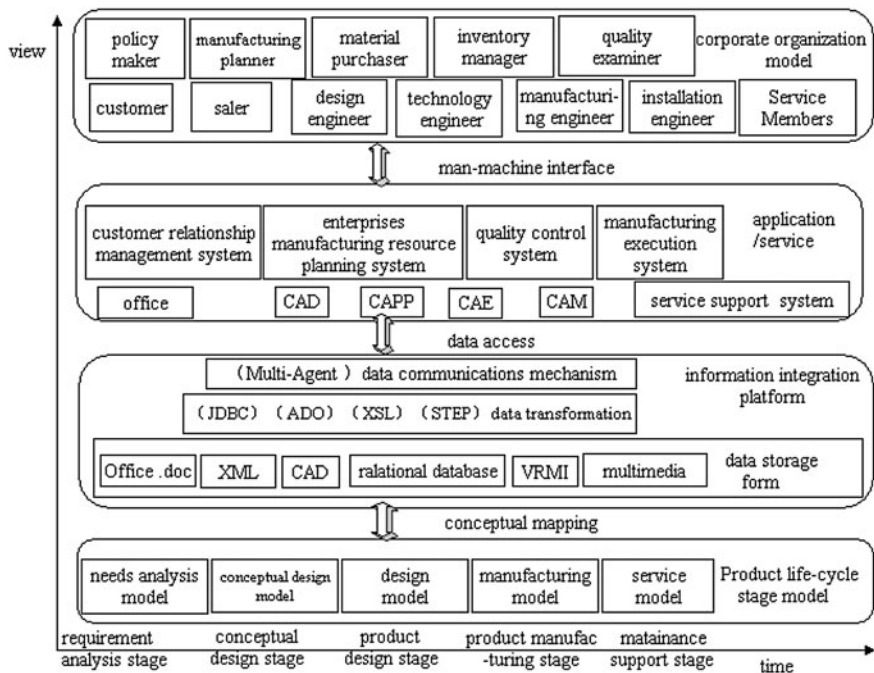 view
policy
maker
manufacturing
planner
material
purchaser
inventory
manager
quality
examiner
corporate organization
model
customer
saler
design
engineer
technology
engineer
manufacturi-
ng engineer
installation
engineer
Service
Members
man-machine interface
customer relationship
management system
enterprises
manufacturing resource
planning system
quality control
system
manufacturing
execution
system
application
/service
office
CAD
CAPP
CAE
CAM
service support system
data access
(Multi-Agent) data communications mechanism
information integration
platform
(JDBC) (ADO) (XSL) (STEP) data transformation
Office .doc
XML
CAD
ralational database
VRMI
multimedia
data storage
form
conceptual mapping
needs analysis
model
conceptual design
model
design
model
manufacturing
model
service
model
Product life-cycle
stage model
requirement
analysis stage
conceptual
design stage
product
design stage
product manufac
-turing stage
matainance
support stage
time